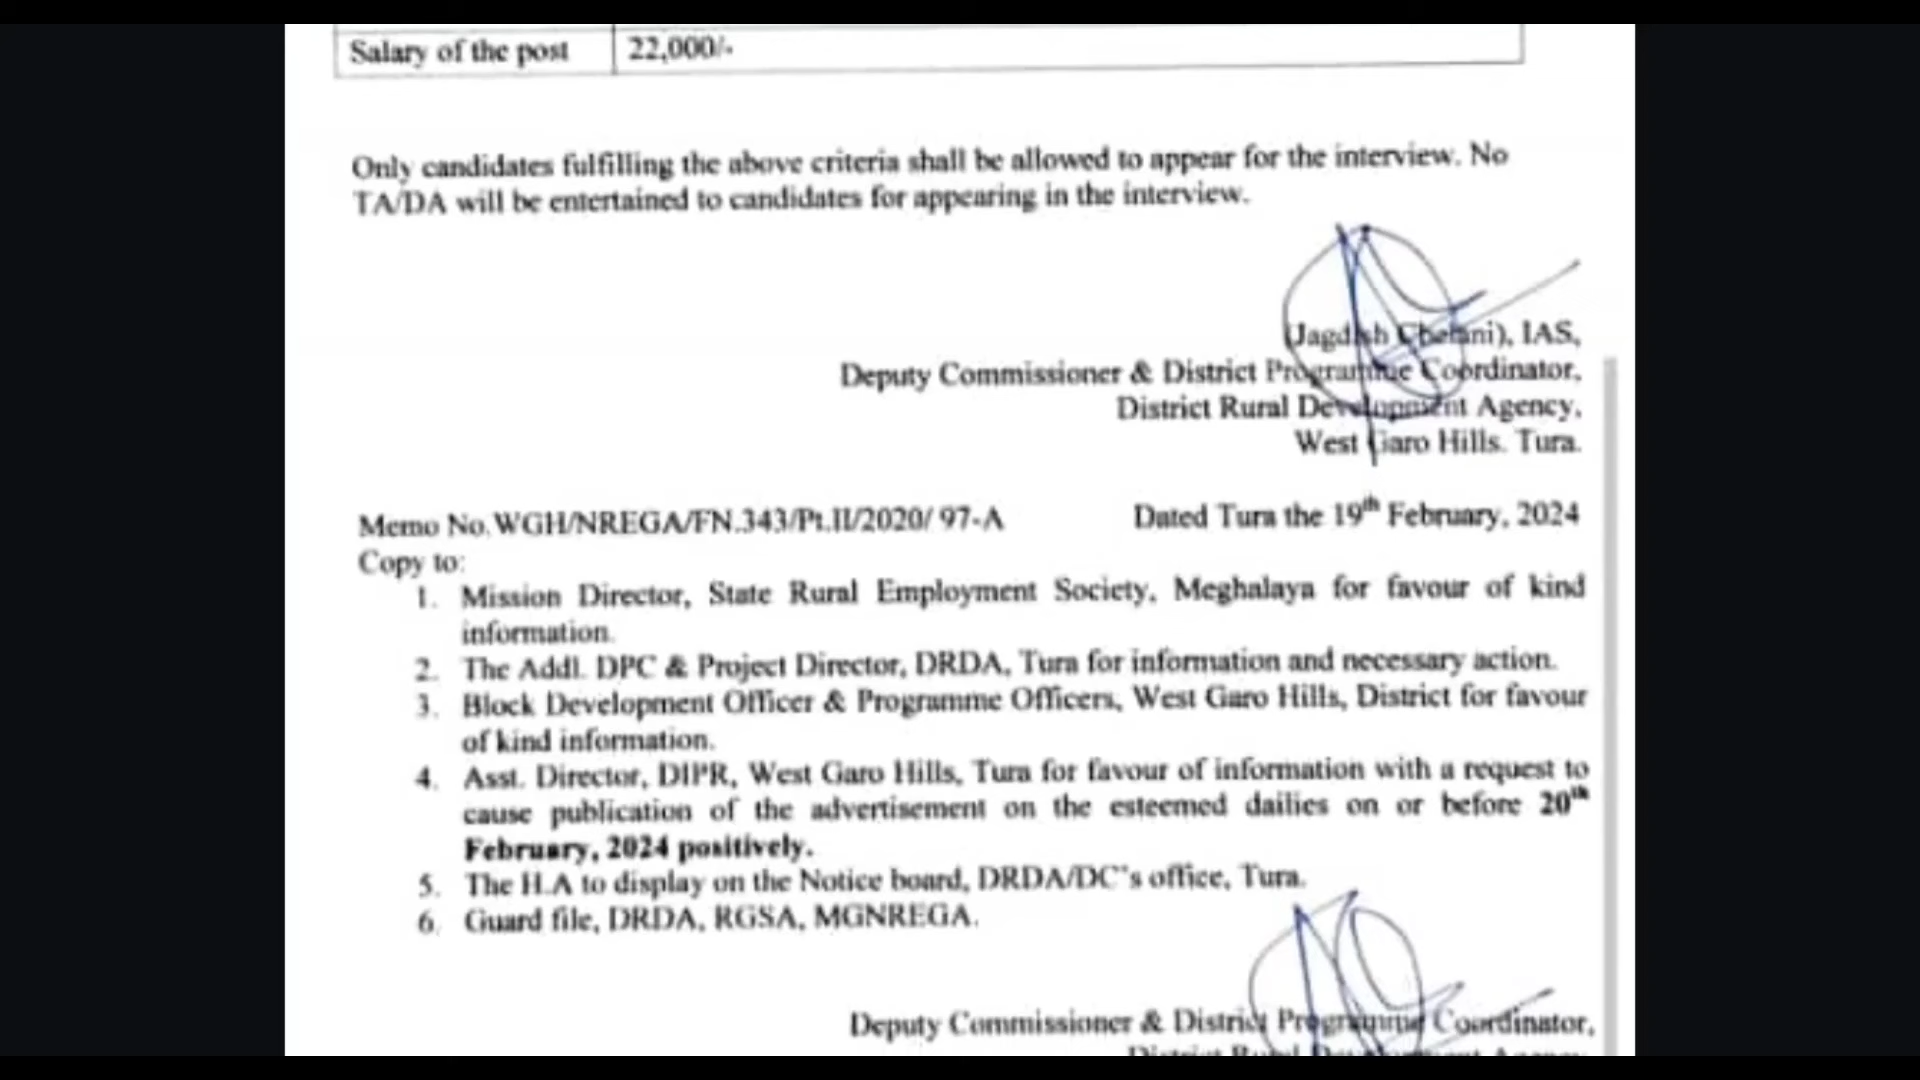 Salary of the post 22,000/-
Only candidates fulfilling the above criteria shall be allowed to appear for the interview. No
TA/DA will be entertained to candidates for appearing in the interview.
(Jagdish Chelani), IAS,
Deputy Commissioner & District Programme Coordinator,
District Rural Development Agency,
West Garo Hills. Tura.
Memo No.WGH/NREGA/FN.343/Pt.II/2020/ 97-A Dated Tura the 19th February, 2024
Copy to:
1. Mission Director, State Rural Employment Society, Meghalaya for favour of kind
information.
2. The Addl. DPC & Project Director, DRDA, Tura for information and necessary action.
3. Block Development Officer & Programme Officers, West Garo Hills, District for favour
of kind information.
4. Asst. Director, DIPR, West Garo Hills, Tura for favour of information with a request to
cause publication of the advertisement on the esteemed dailies on or before 20th
February, 2024 positively.
5. The H.A to display on the Notice board, DRDA/DC"s office, Tura.
6. Guard file, DRDA, RGSA, MGNREGA.
Deputy Commissioner & District Programme Coordinator,
District Rural Development Agency